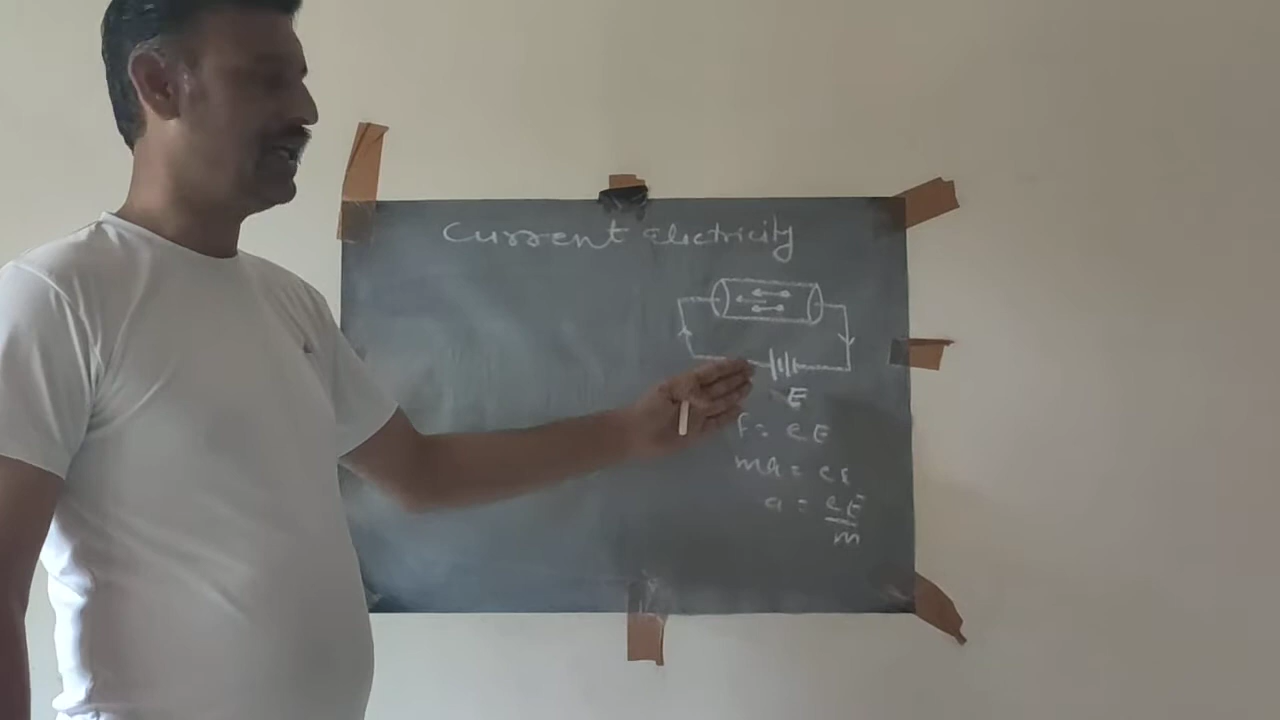 Current electricity
E
F = eE
ma = eE
a = eE
m